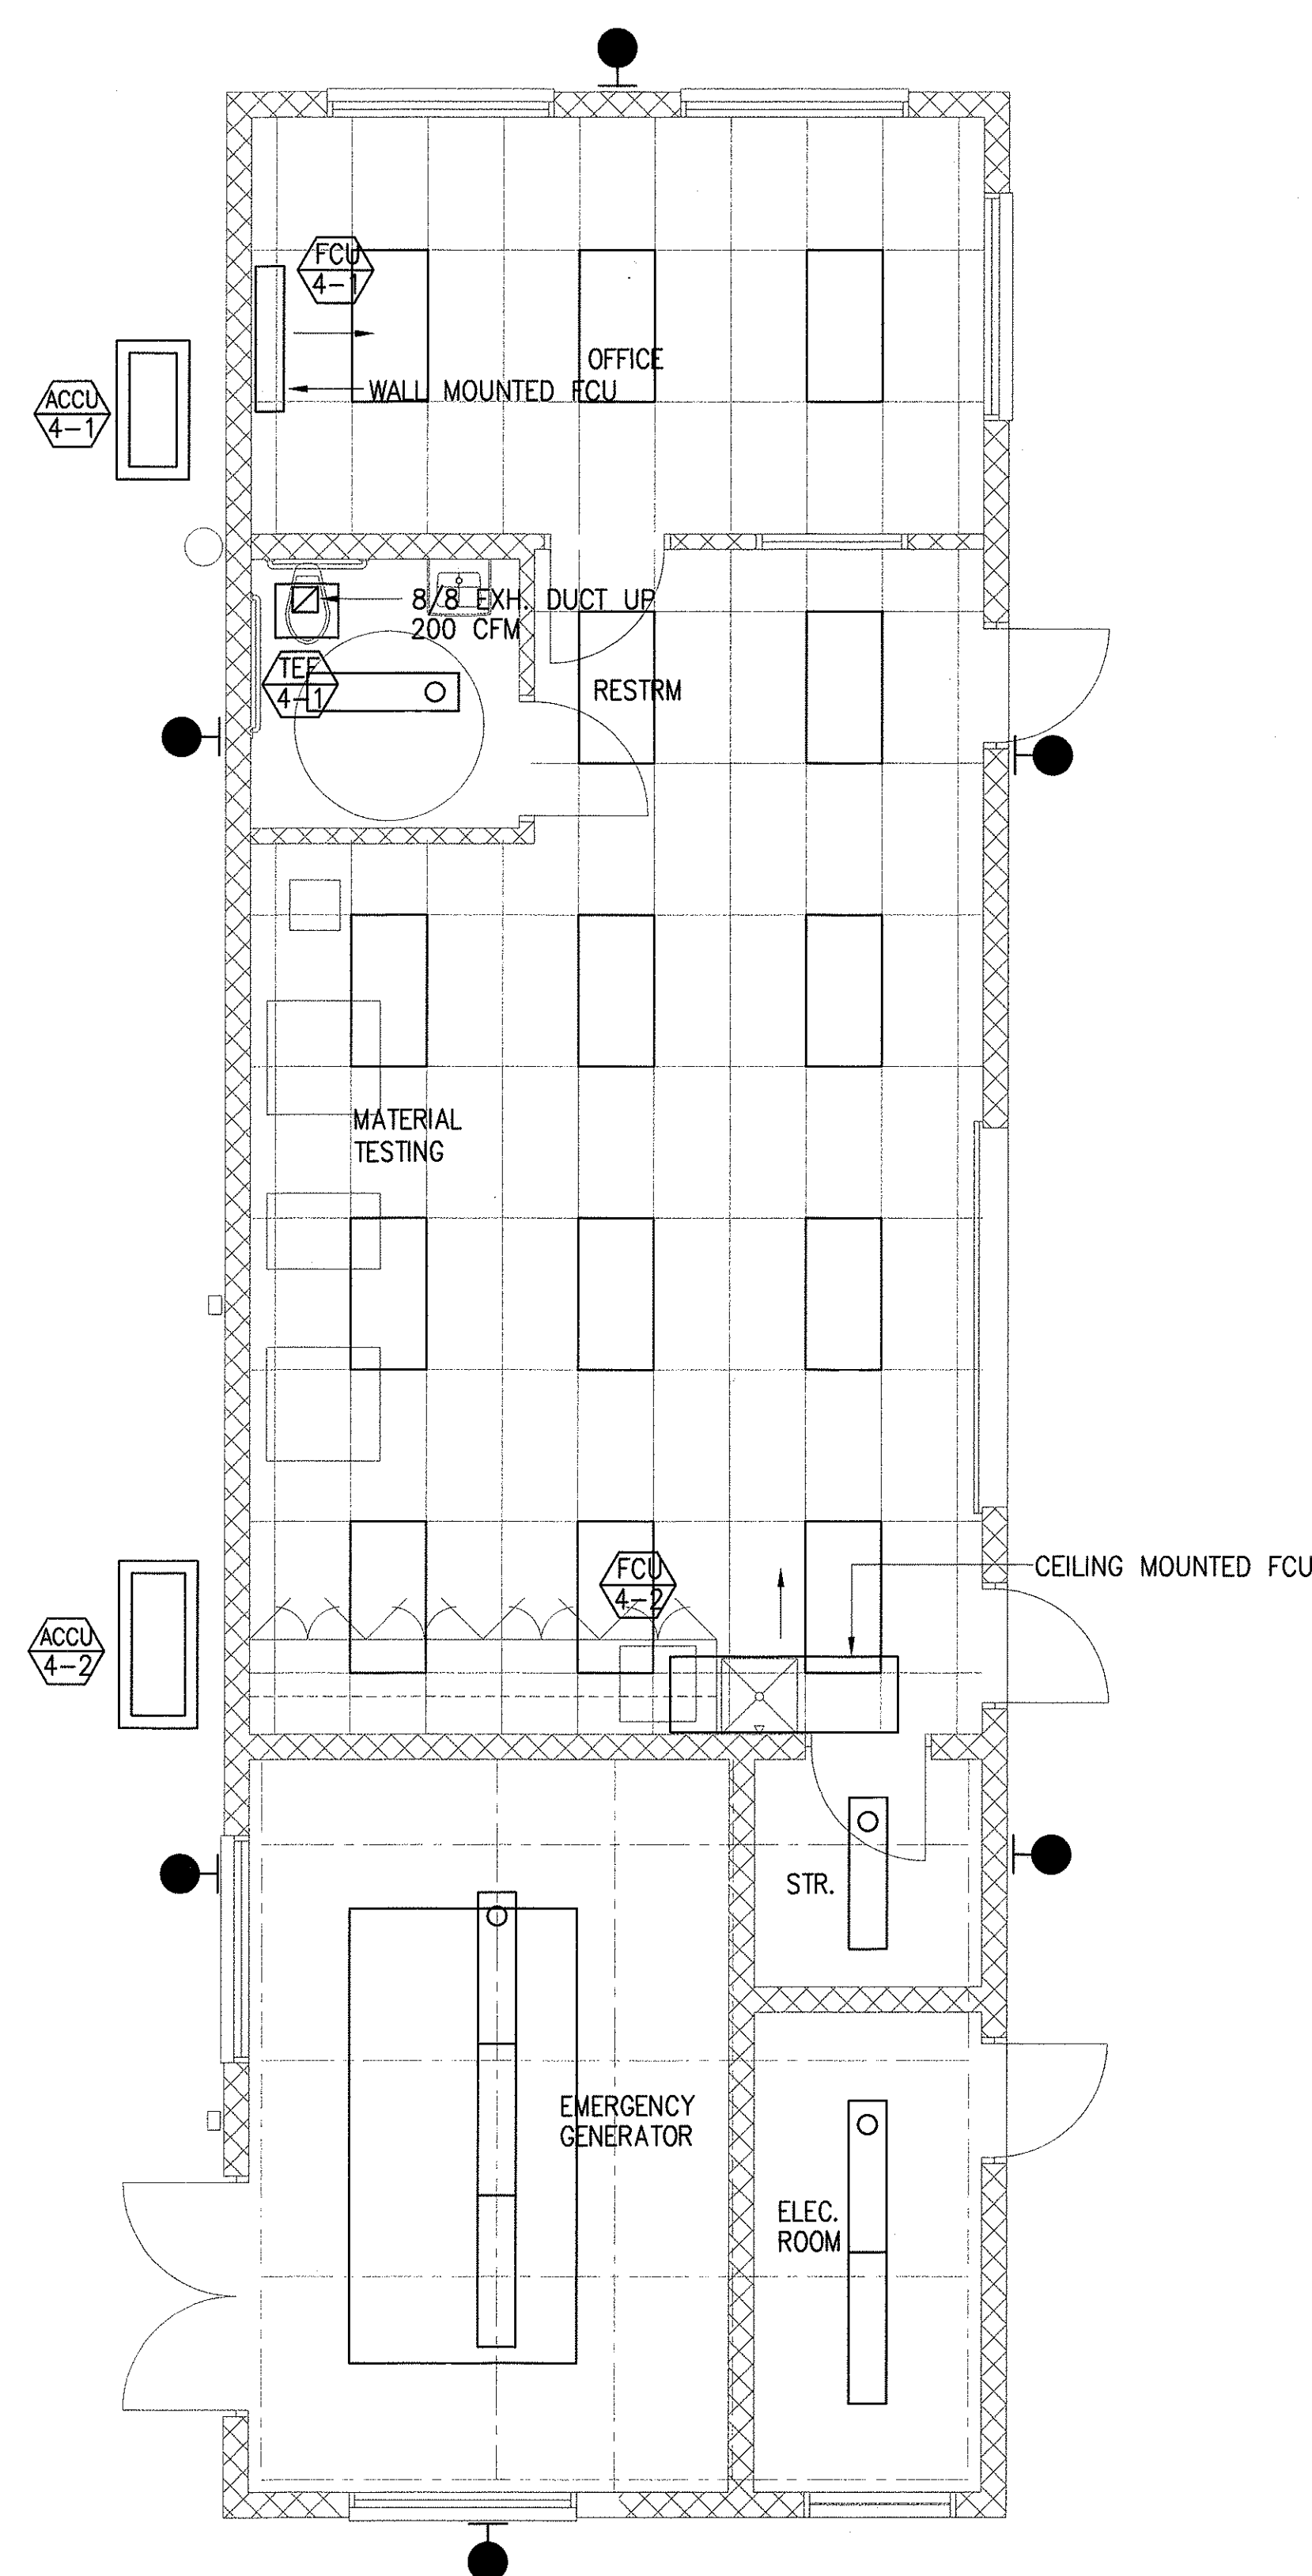 FCU
4-1
OFFICE
WALL MOUNTED FCU
ACCU
4-1
8/8 EXH. DUCT UP
200 CFM
TEF
4-1
RESTRM
MATERIAL
TESTING
FCU
4-2
CEILING MOUNTED FCU
ACCU
4-2
STR.
EMERGENCY
GENERATOR
ELEC.
ROOM